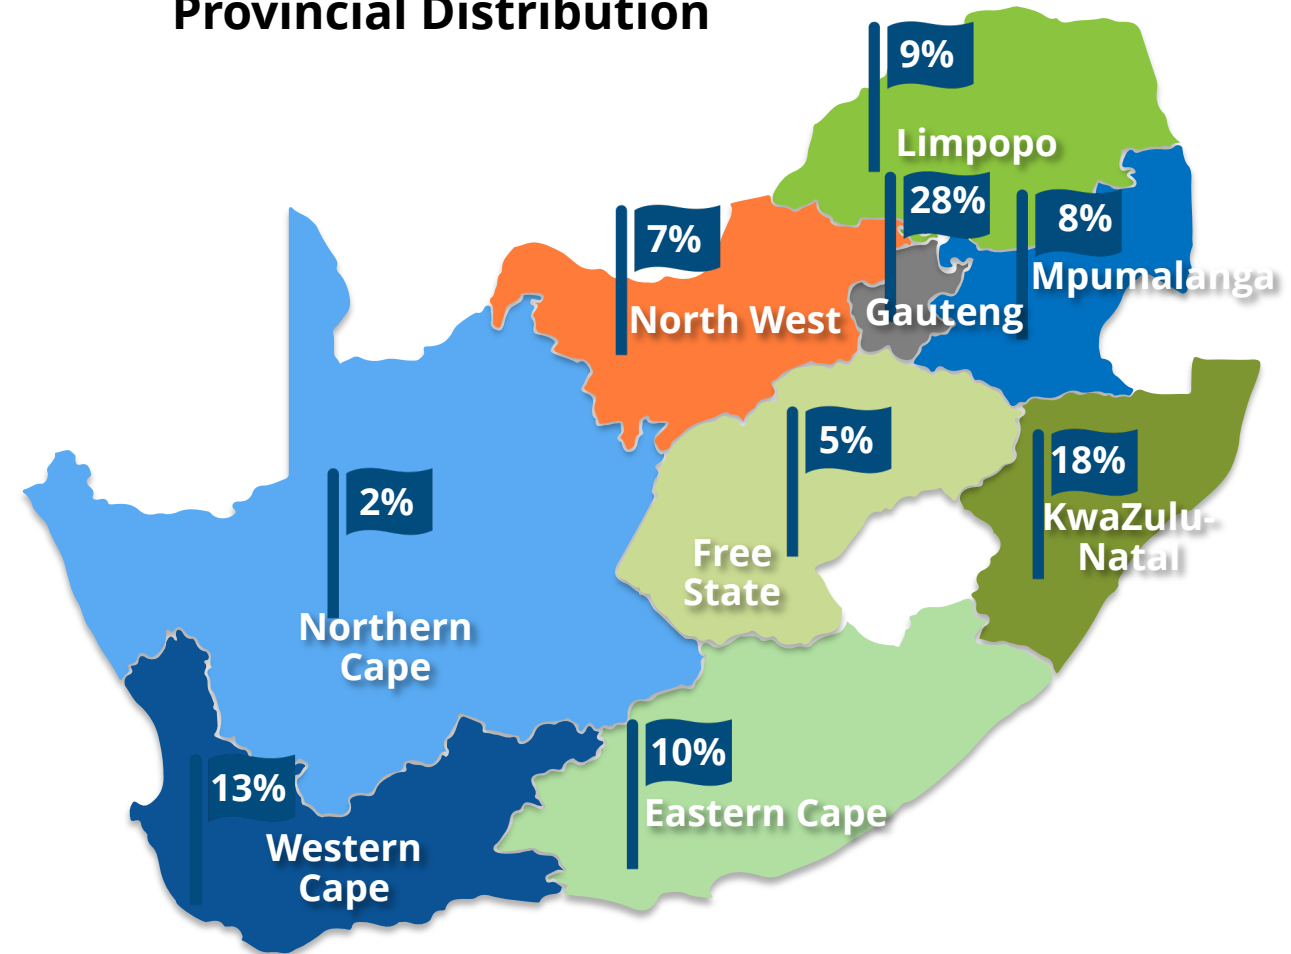 Provincial Distribution
9%
Limpopo
28%
8%
7%
Mpumalanga
North West
Gauteng
5%
18%
2%
KwaZulu-
Natal
Free
State
Northern
Cape
10%
13%
Eastern Cape
Western
Cape